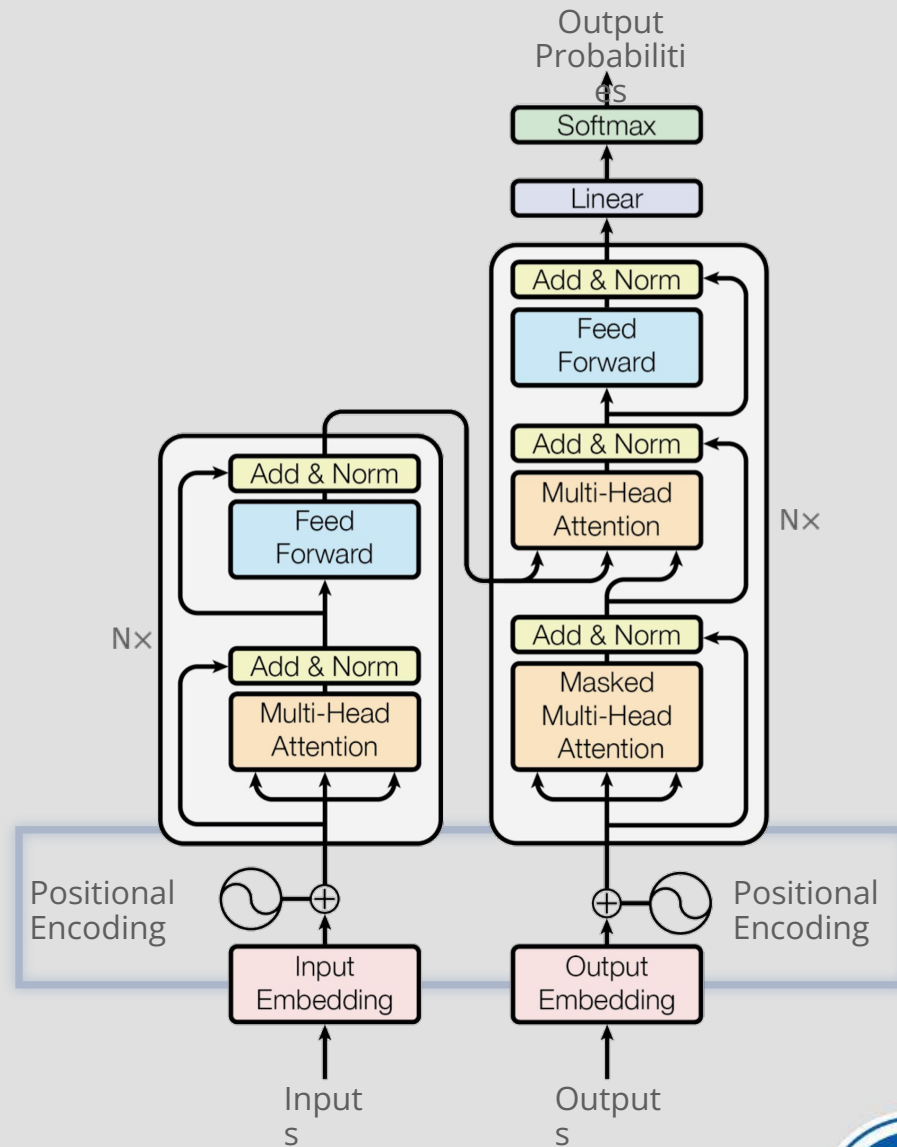 Output
Probabiliti
es
Softmax
Linear
Add & Norm
Feed
Forward
Add & Norm
Multi-Head
Attention
N×
Add & Norm
Masked
Multi-Head
Attention
Add & Norm
Feed
Forward
N×
Add & Norm
Multi-Head
Attention
Positional
Encoding
Positional
Encoding
Input
Embedding
Output
Embedding
Input
s
Output
s